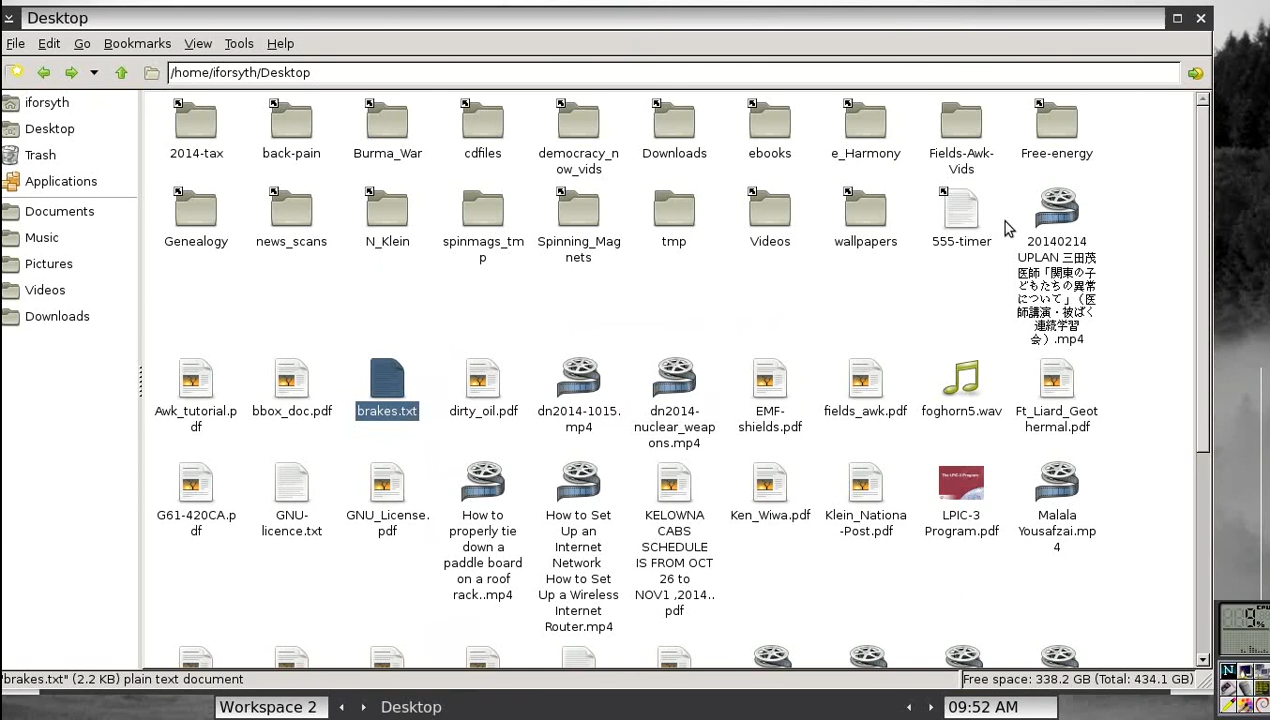 Desktop
File Edit Go Bookmarks View Tools Help
/home/iforsyth/Desktop
iforsyth
Desktop
Trash
Applications
Documents
Music
Pictures
Videos
Downloads
2014-tax
back-pain
Burma_War
cdfiles
democracy_n
ow_vids
Downloads
ebooks
e_Harmony
Fields-Awk-
Vids
Free-energy
Genealogy
news_scans
N_Klein
spinmags_tm
p
Spinning_Mag
nets
tmp
Videos
wallpapers
555-timer
20140214
UPLAN 三田茂
医師「関東の子
どもたちの異常
について」（医
師講演・被ばく
連続学習
会）.mp4
Awk_tutorial.p
df
bbox_doc.pdf
brakes.txt
dirty_oil.pdf
dn2014-1015.
mp4
dn2014-
nuclear_weap
ons.mp4
EMF-
shields.pdf
fields_awk.pdf
foghorn5.wav
Ft_Liard_Geot
hermal.pdf
G61-420CA.p
df
GNU-
licence.txt
GNU_License.
pdf
How to
properly tie
down a
paddle board
on a roof
rack..mp4
How to Set
Up an
Internet
Network
How to Set
Up a Wireless
Internet
Router.mp4
KELOWNA
CABS
SCHEDULE
IS FROM OCT
26 to
NOV1 ,2014..
pdf
Ken_Wiwa.pdf
Klein_Nationa
l-Post.pdf
LPIC-3
Program.pdf
Malala
Yousafzai.mp
4
"brakes.txt" (2.2 KB) plain text document
Free space: 338.2 GB (Total: 434.1 GB)
Workspace 2
Desktop
09:52 AM